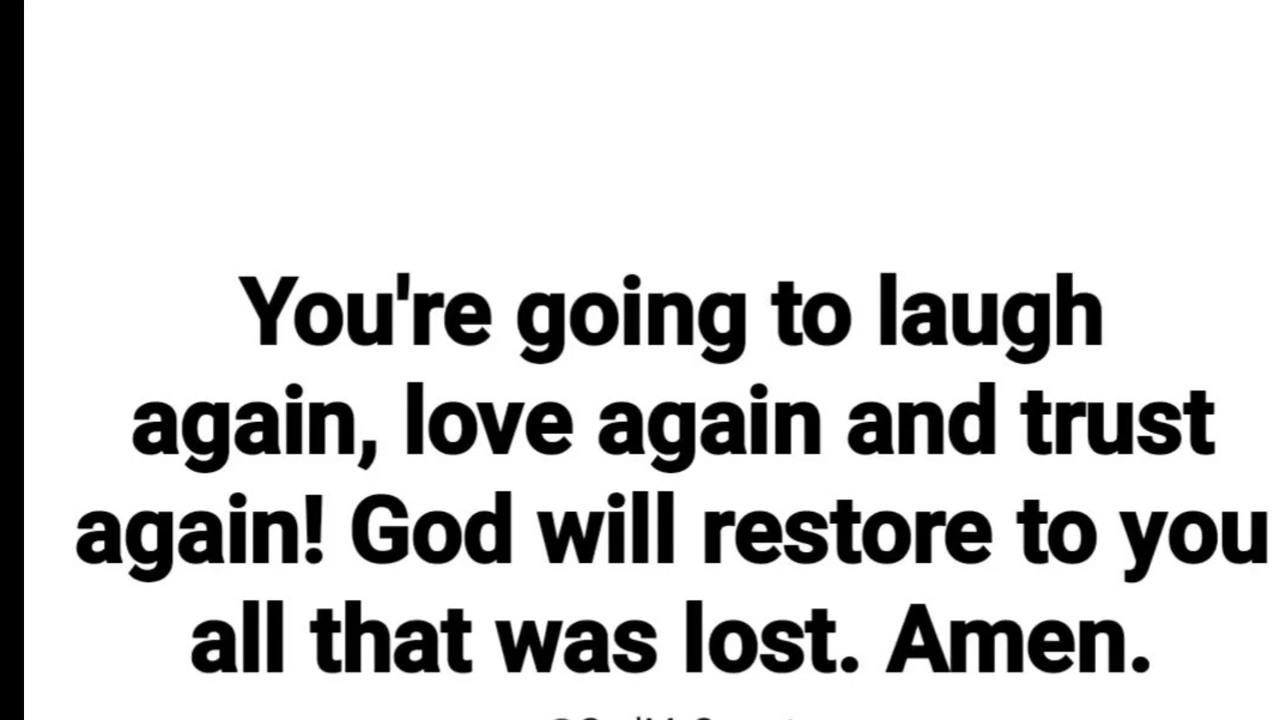 You're going to laugh
again, love again and trust
again! God will restore to you
all that was lost. Amen.